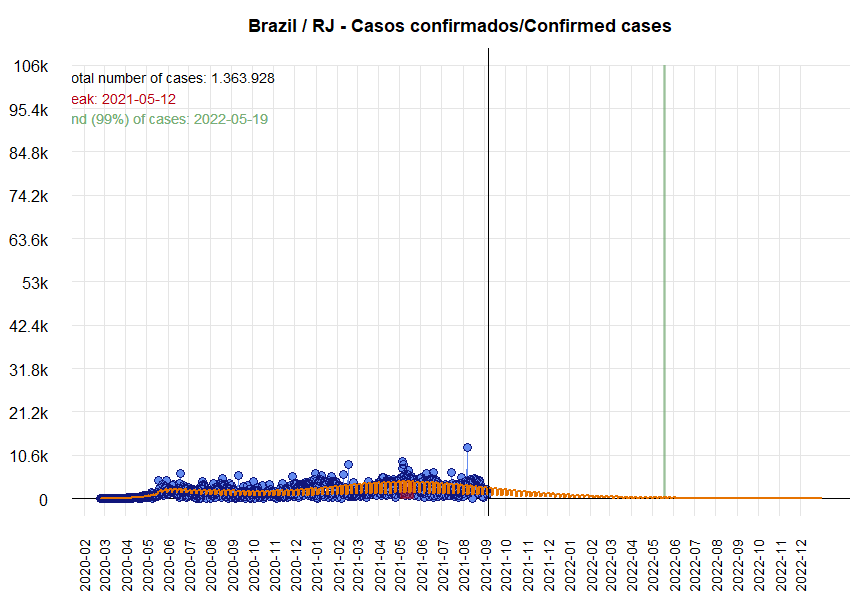 Brazil / RJ - Casos confirmados/Confirmed cases
106k
otal number of cases: 1.363.928
eak: 2021-05-12
95.4k
nd (99%) of cases: 2022-05-19
84.8k
74.2k
63.6k
53k
42.4k
31.8k
21.2k
10.6k
0
2020-02
2020-03
2020-04
2020-05
2020-06
2020-07
2020-08
2020-09
2020-10
2020-11
2020-12
2021-01
2021-02
2021-03
2021-04
2021-05
2021-06
2021-07
2021-08
2021-09
2021-10
2021-11
2021-12
2022-01
2022-02
2022-03
2022-04
2022-05
2022-06
2022-07
2022-08
2022-09
2022-10
2022-11
2022-12